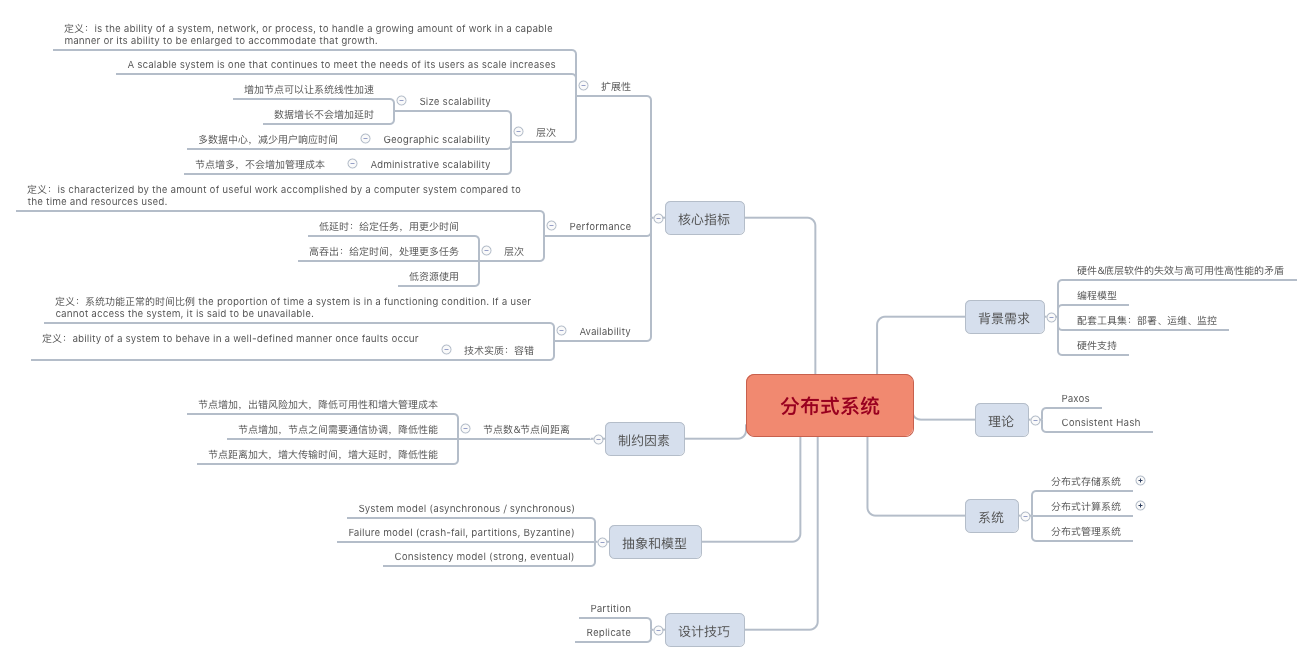 定义：is the ability of a system, network, or process, to handle a growing amount of work in a capable
manner or its ability to be enlarged to accommodate that growth.
A scalable system is one that continues to meet the needs of its users as scale increases
扩展性
增加节点可以让系统线性加速
Size scalability
数据增长不会增加延时
层次
多数据中心，减少用户响应时间
Geographic scalability
节点增多，不会增加管理成本
Administrative scalability
定义：is characterized by the amount of useful work accomplished by a computer system compared to
the time and resources used.
核心指标
低延时：给定任务，用更少时间
Performance
高吞出：给定时间，处理更多任务
层次
低资源使用
定义：系统功能正常的时间比例 the proportion of time a system is in a functioning condition. If a user
cannot access the system, it is said to be unavailable.
Availability
定义：ability of a system to behave in a well-defined manner once faults occur
技术实质：容错
节点增加，出错风险加大，降低可用性和增大管理成本
节点增加，节点之间需要通信协调，降低性能
节点数&节点间距离
制约因素
节点距离加大，增大传输时间，增大延时，降低性能
System model (asynchronous / synchronous)
Failure model (crash-fail, partitions, Byzantine)
抽象和模型
Consistency model (strong, eventual)
Partition
设计技巧
Replicate
分布式系统
硬件&底层软件的失效与高可用性高性能的矛盾
编程模型
背景需求
配套工具集：部署、运维、监控
硬件支持
Paxos
理论
Consistent Hash
分布式存储系统
分布式计算系统
系统
分布式管理系统